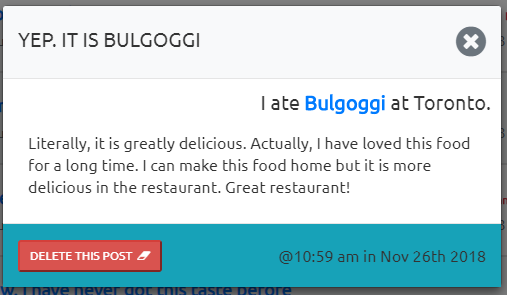 YEP. IT IS BULGOGGI
I ate Bulgoggi at Toronto.
Literally, it is greatly delicious. Actually, I have loved this food
for a long time. I can make this food home but it is more
delicious in the restaurant. Great restaurant!
DELETE THIS POST
@10:59 am in Nov 26th 2018
I have never got this taste